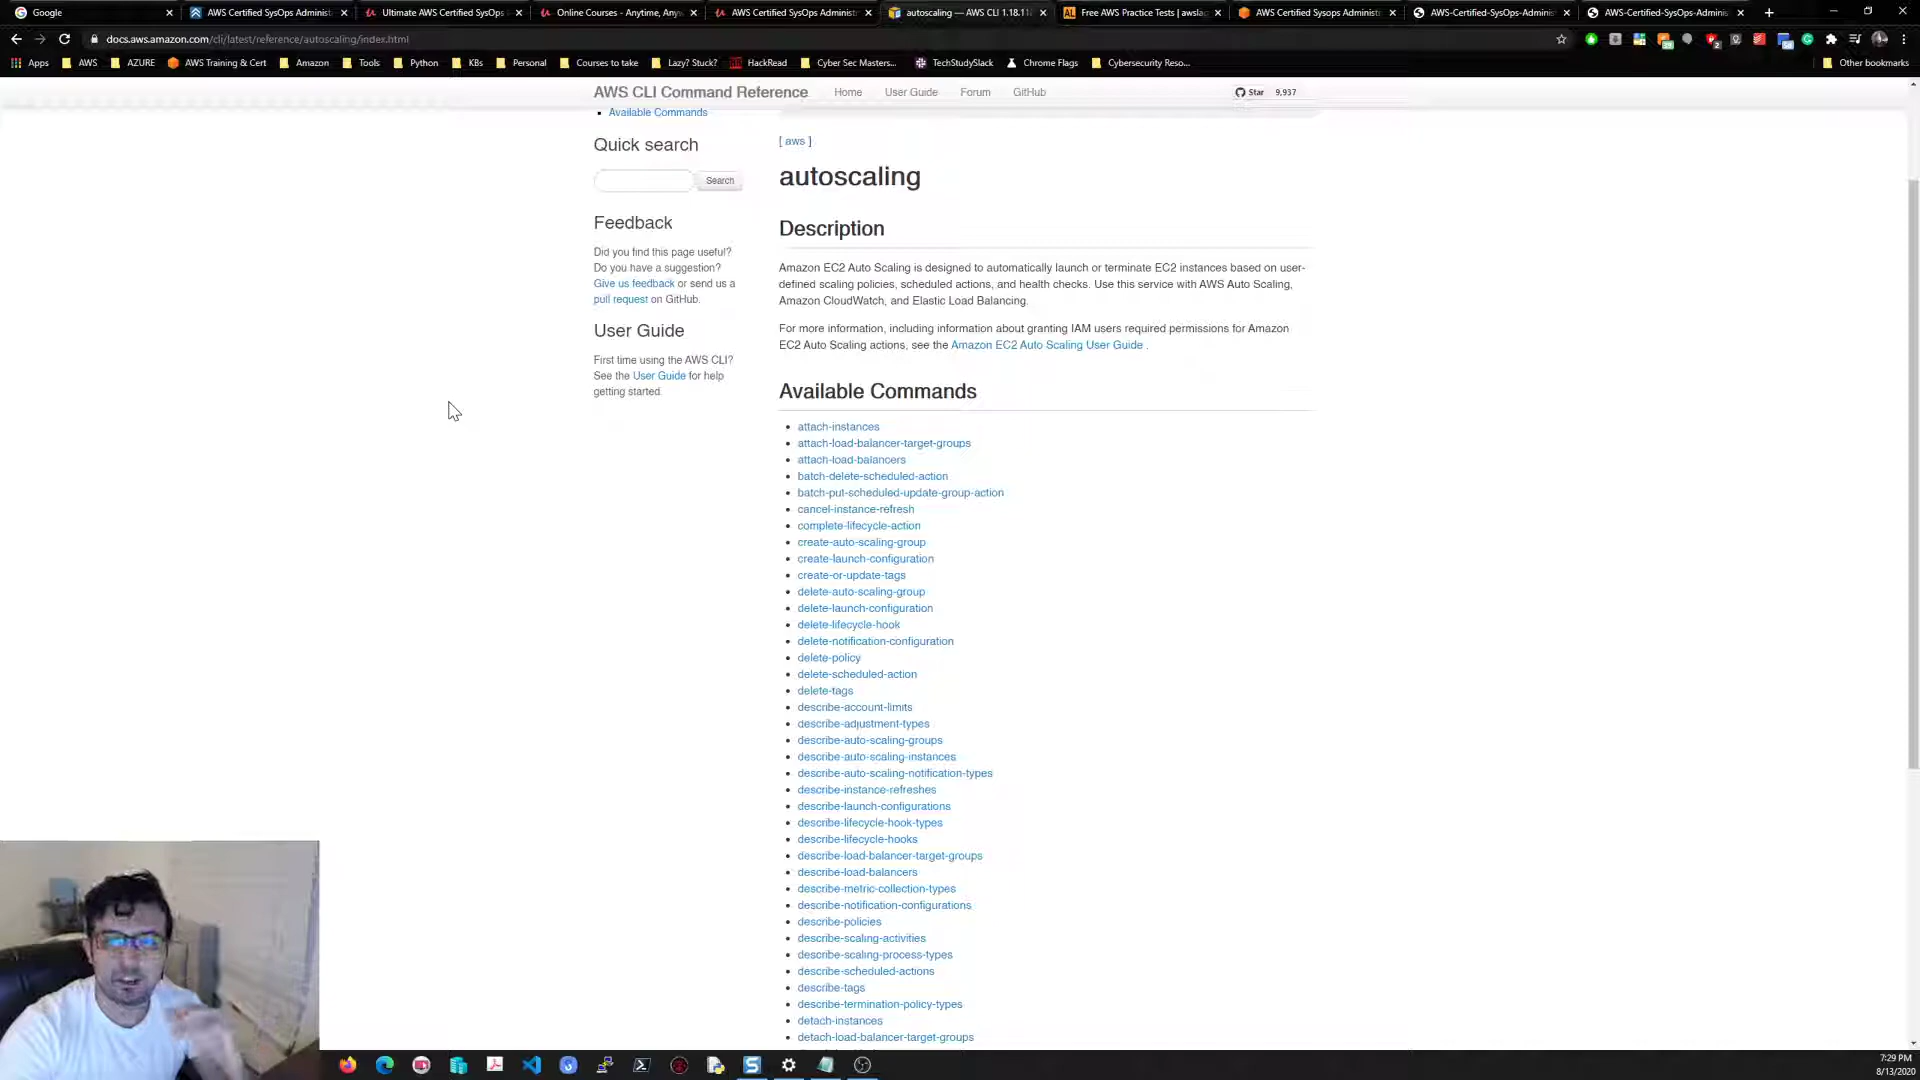 Google
AWS Certified SysOps Administ
Ultimate AWS Certified SysOps
Online Courses - Anytime, Anyw
AWS Certified SysOps Administ
autoscaling — AWS CLI 1.18.11
Free AWS Practice Tests | awslag
AWS Certified Sysops Administ
AWS-Certified-SysOps-Adminis
AWS-Certified-SysOps-Adminis
docs.aws.amazon.com/cli/latest/reference/autoscaling/index.html
Apps
AWS
AZURE
AWS Training & Cert
Amazon
Tools
Python
KBs
Personal
Courses to take
Lazy? Stuck?
HackRead
Cyber Sec Masters...
TechStudySlack
Chrome Flags
Cybersecurity Reso...
Other bookmarks
AWS CLI Command Reference
Home
User Guide
Forum
GitHub
Star
9,937
Available Commands
Quick search
Search
Feedback
Did you find this page useful?
Do you have a suggestion?
Give us feedback or send us a
pull request on GitHub.
User Guide
First time using the AWS CLI?
See the User Guide for help
getting started.
[ aws ]
autoscaling
Description
Amazon EC2 Auto Scaling is designed to automatically launch or terminate EC2 instances based on user-
defined scaling policies, scheduled actions, and health checks. Use this service with AWS Auto Scaling,
Amazon CloudWatch, and Elastic Load Balancing.
For more information, including information about granting IAM users required permissions for Amazon
EC2 Auto Scaling actions, see the Amazon EC2 Auto Scaling User Guide .
Available Commands
attach-instances
attach-load-balancer-target-groups
attach-load-balancers
batch-delete-scheduled-action
batch-put-scheduled-update-group-action
cancel-instance-refresh
complete-lifecycle-action
create-auto-scaling-group
create-launch-configuration
create-or-update-tags
delete-auto-scaling-group
delete-launch-configuration
delete-lifecycle-hook
delete-notification-configuration
delete-policy
delete-scheduled-action
delete-tags
describe-account-limits
describe-adjustment-types
describe-auto-scaling-groups
describe-auto-scaling-instances
describe-auto-scaling-notification-types
describe-instance-refreshes
describe-launch-configurations
describe-lifecycle-hook-types
describe-lifecycle-hooks
describe-load-balancer-target-groups
describe-load-balancers
describe-metric-collection-types
describe-notification-configurations
describe-policies
describe-scaling-activities
describe-scaling-process-types
describe-scheduled-actions
describe-tags
describe-termination-policy-types
detach-instances
detach-load-balancer-target-groups
7:29 PM
8/13/2020